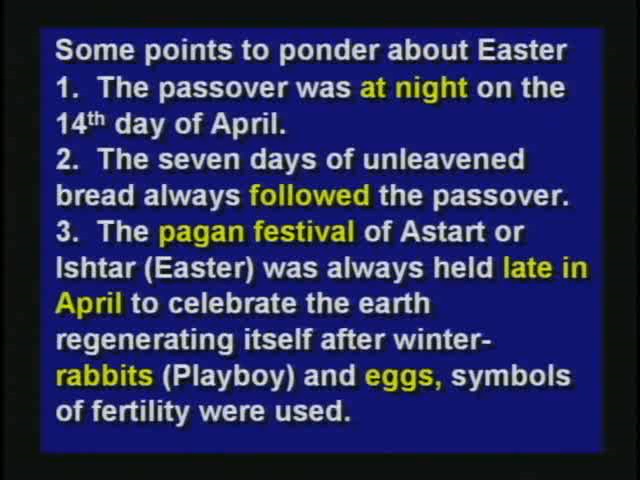 Some points to ponder about Easter
1. The passover was at night on the
14th day of April.
2. The seven days of unleavened
bread always followed the passover.
3. The pagan festival of Astart or
Ishtar (Easter) was always held late in
April to celebrate the earth
regenerating itself after winter-
rabbits (Playboy) and eggs, symbols
of fertility were used.